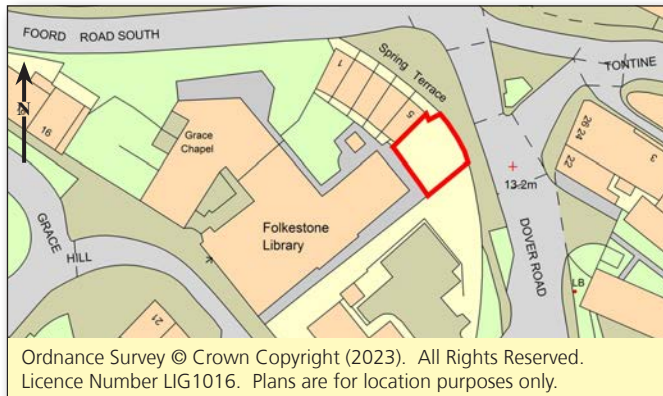 FOORD ROAD SOUTH
Spring Terrace
TONTINE
N
1
5
16
Grace
Chapel
26 24
22
3
13.2m
Folkestone
Library
DOVER ROAD
GRACE
HILL
LB
21
Ordnance Survey © Crown Copyright (2023). All Rights Reserved.
Licence Number LIG1016. Plans are for location purposes only.